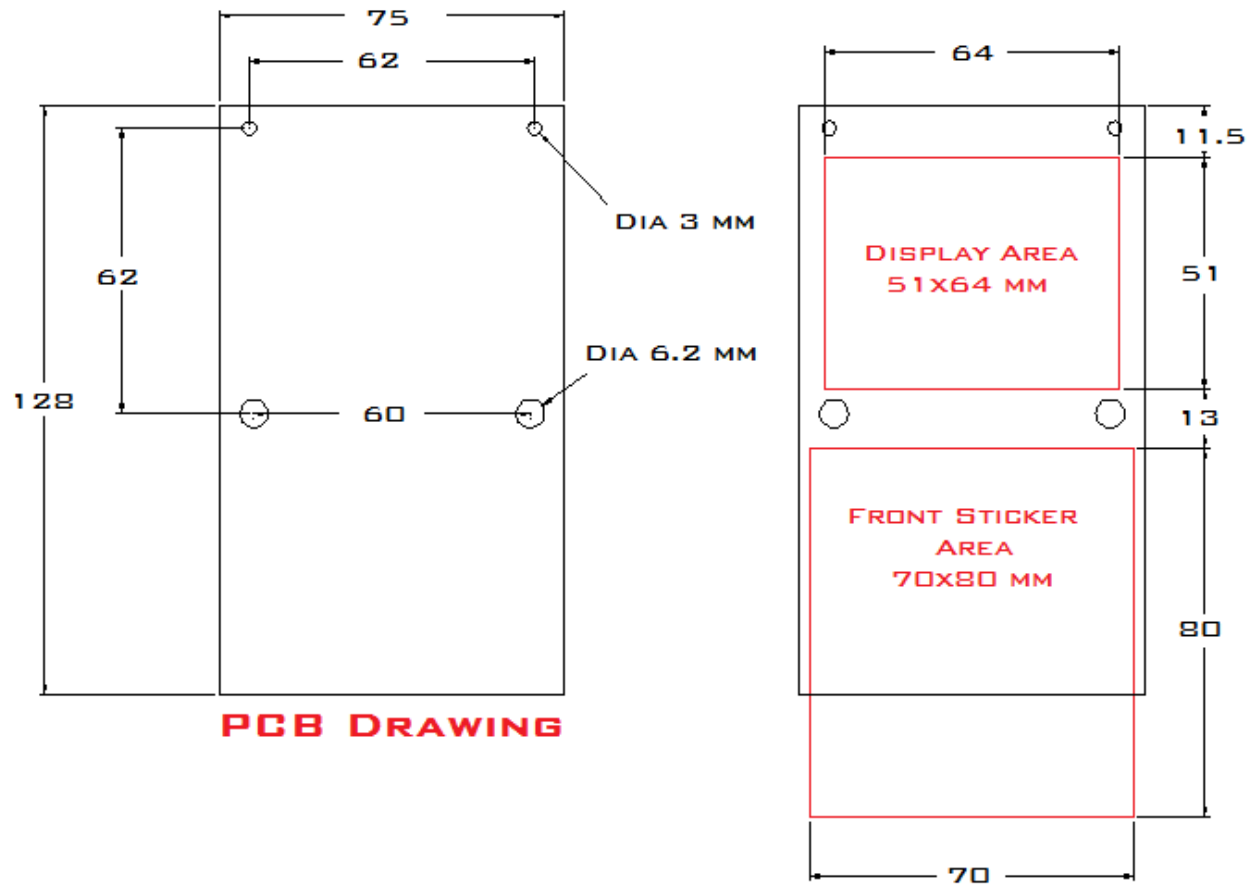 75
62
62
128
DIA 3 MM
DIA 6.2 MM
60
PCB DRAWING
64
11.5
DISPLAY AREA
51X64 MM
51
13
FRONT STICKER
AREA
70X80 MM
80
70